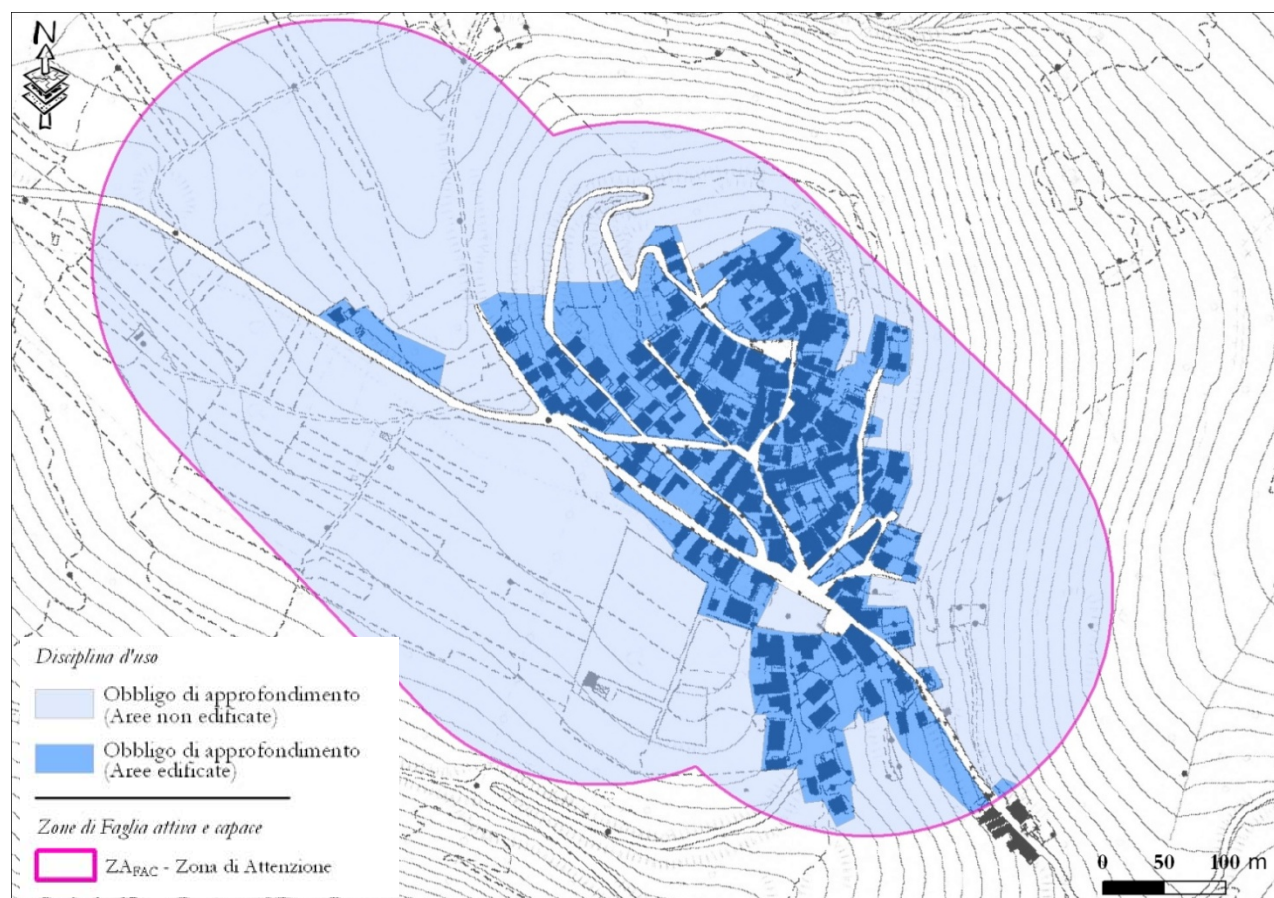 N
Disciplina d'uso
Obbligo di approfondimento
(Aree non edificate)
Obbligo di approfondimento
(Aree edificate)
Zone di Faglia attiva e capace
ZAFAC - Zona di Attenzione
0 50 100 m